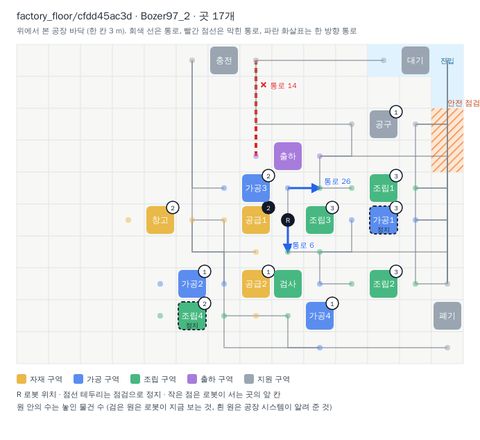 factory_floor/cfdd45ac3d · Bozer97_2 · 곳 17개
위에서 본 공장 바닥 (한 칸 3 m). 회색 선은 통로, 빨간 점선은 막힌 통로, 파란 화살표는 한 방향 통로
충전
대기
진입
✖ 통로 14
안전 점검
공구
1
출하
가공3
2
통로 26
조립1
3
창고
2
공급1
2
R
조립3
3
가공1
3
정지
통로 6
가공2
1
공급2
1
검사
조립2
3
조립4
2
정지
가공4
1
폐기
자재 구역
가공 구역
조립 구역
출하 구역
지원 구역
R 로봇 위치 · 점선 테두리는 점검으로 정지 · 작은 점은 로봇이 서는 곳의 앞 칸
원 안의 수는 놓인 물건 수 (검은 원은 로봇이 지금 보는 것, 흰 원은 공장 시스템이 알려 준 것)